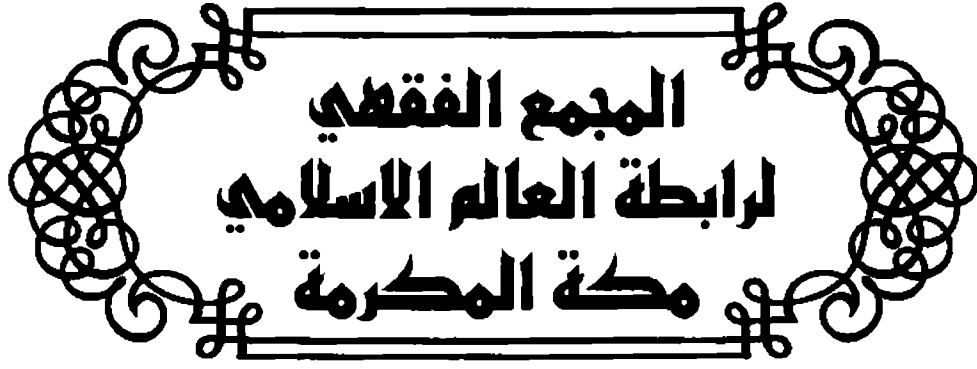 المجمع الفقهي
لرابطة العالم الاسلامي
مكة المكرمة